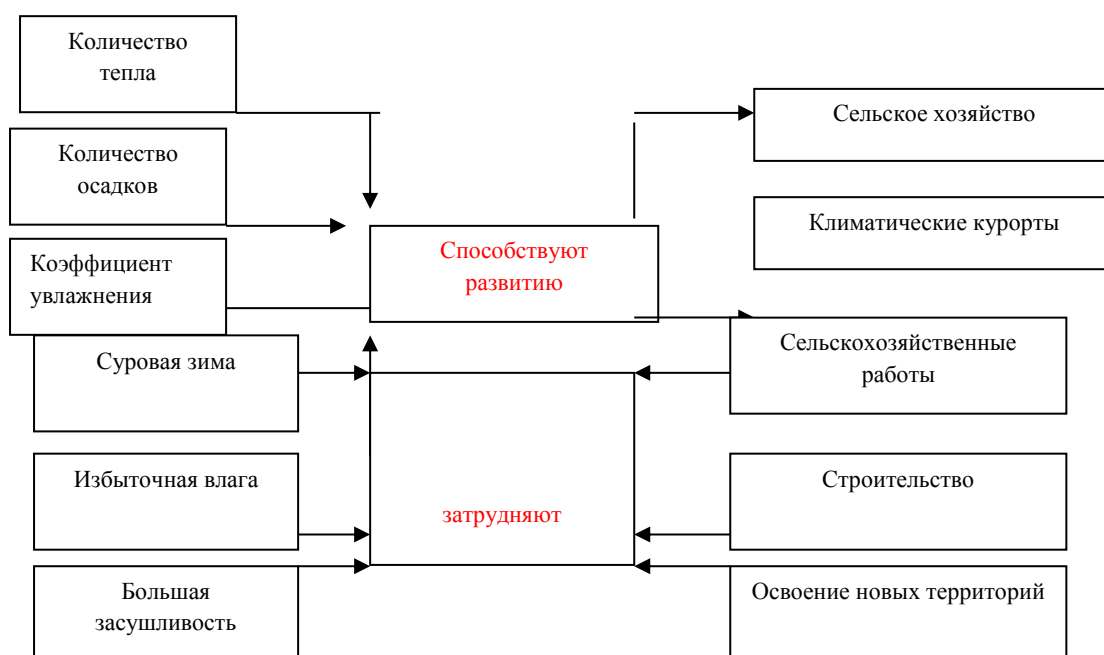 Количество
тепла
Количество
осадков
Коэффициент
увлажнения
Суровая зима
Избыточная влага
Большая
засушливость
Способствуют
развитию
затрудняют
Сельское хозяйство
Климатические курорты
Сельскохозяйственные
работы
Строительство
Освоение новых территорий